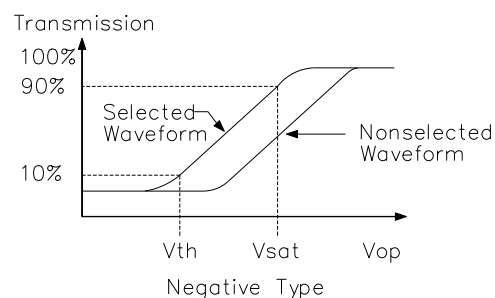 Transmission
100%
90%
Selected
Waveform
Nonselected
Waveform
10%
Vth
Vsat
Vop
Negative Type